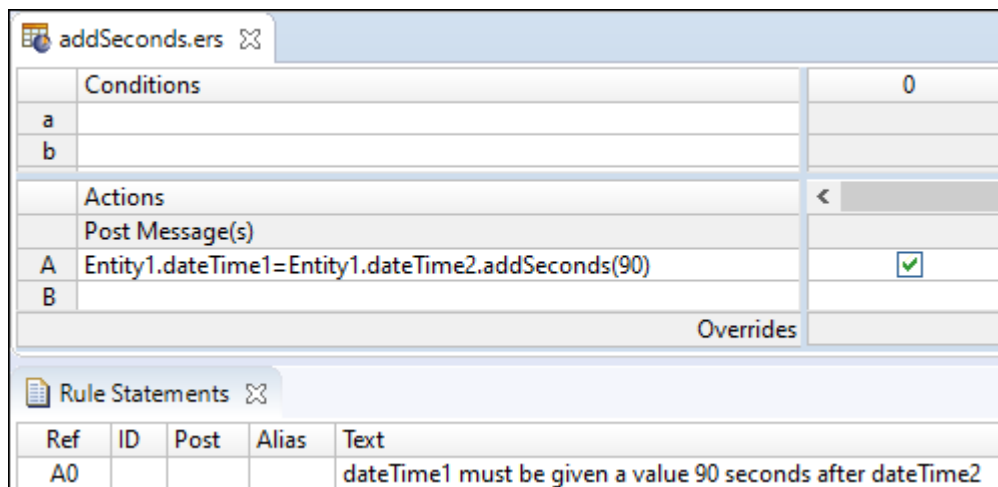 addSeconds.ers
Conditions 0
a
b
Actions <
Post Message(s)
A Entity1.dateTime1=Entity1.dateTime2.addSeconds(90)
B
Overrides
Rule Statements
Ref ID Post Alias Text
A0 dateTime1 must be given a value 90 seconds after dateTime2